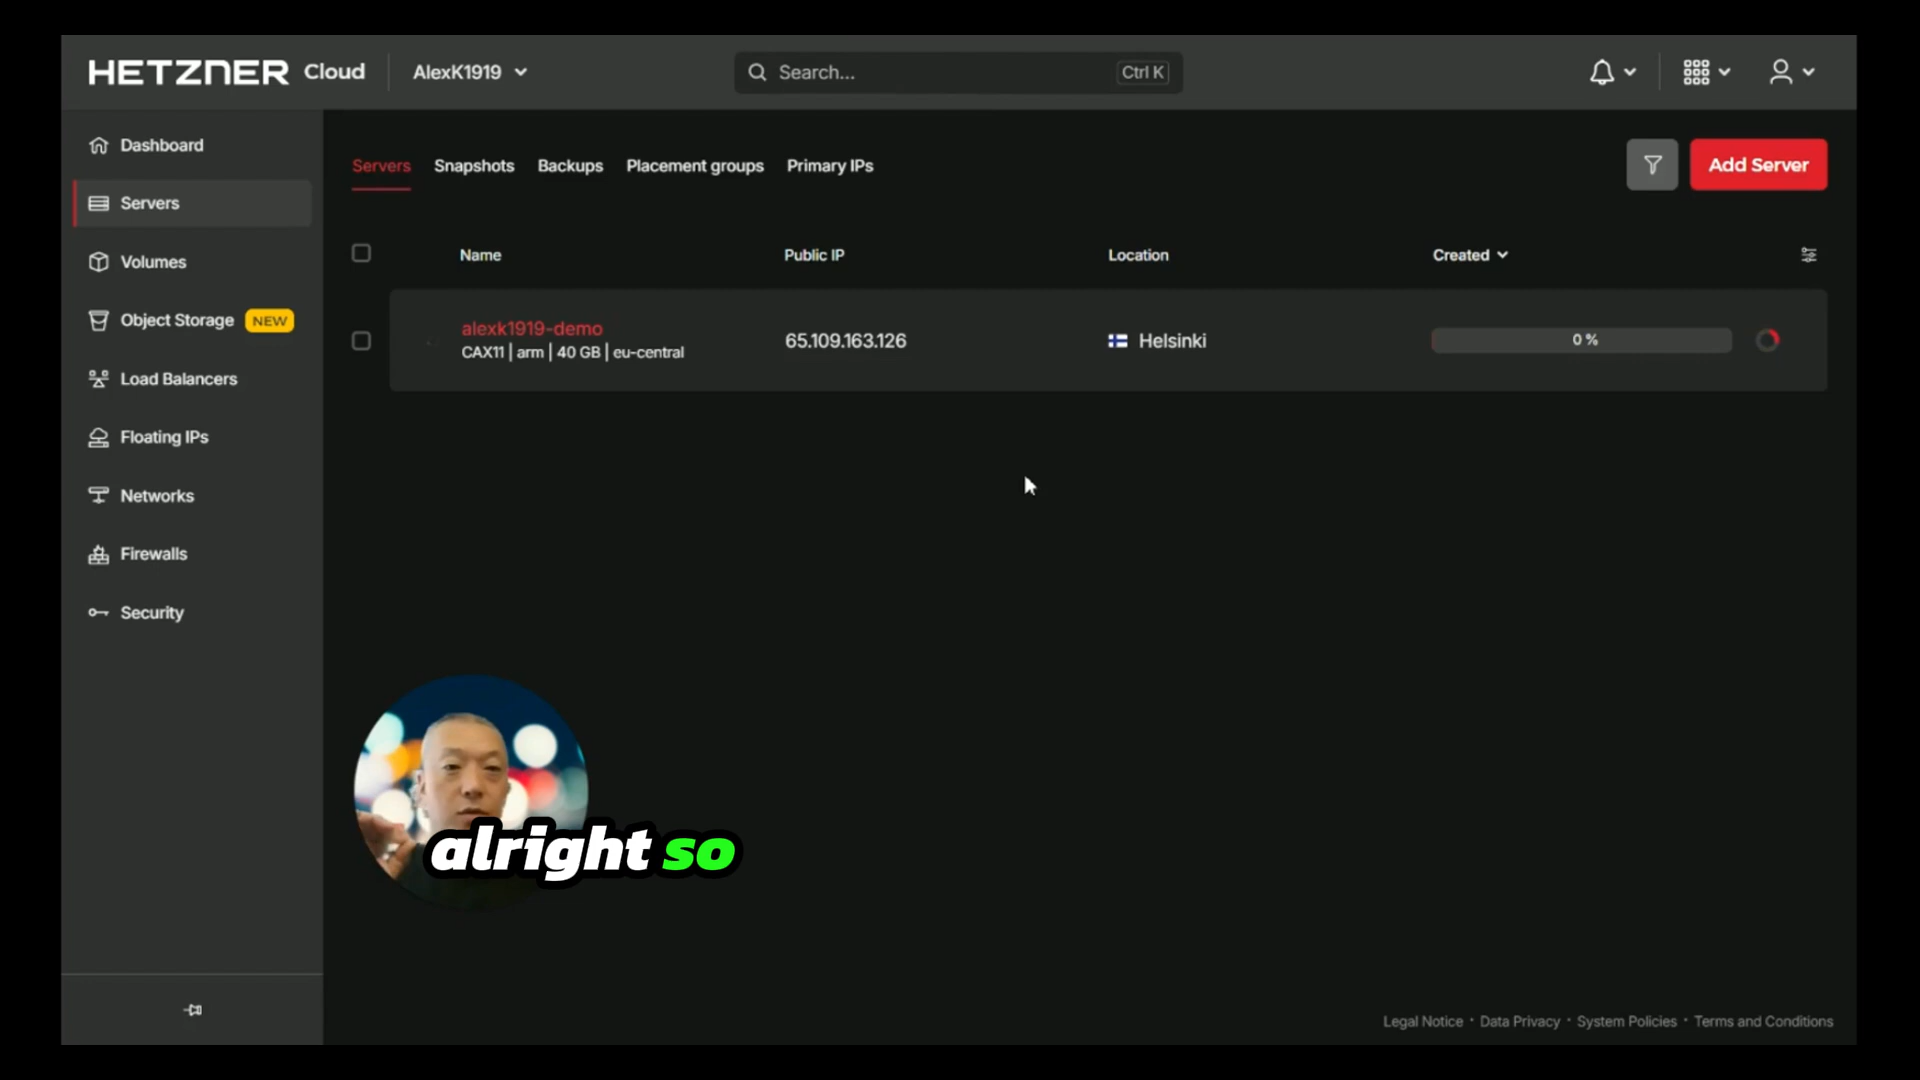 HETZNER Cloud
AlexK1919
Search...
Ctrl K
Dashboard
Servers
Volumes
Object Storage NEW
Load Balancers
Floating IPs
Networks
Firewalls
Security
Servers Snapshots Backups Placement groups Primary IPs
Add Server
Name Public IP Location Created
alexk1919-demo
CAX11 | arm | 40 GB | eu-central
65.109.163.126
Helsinki
0 %
alright so
Legal Notice · Data Privacy · System Policies · Terms and Conditions